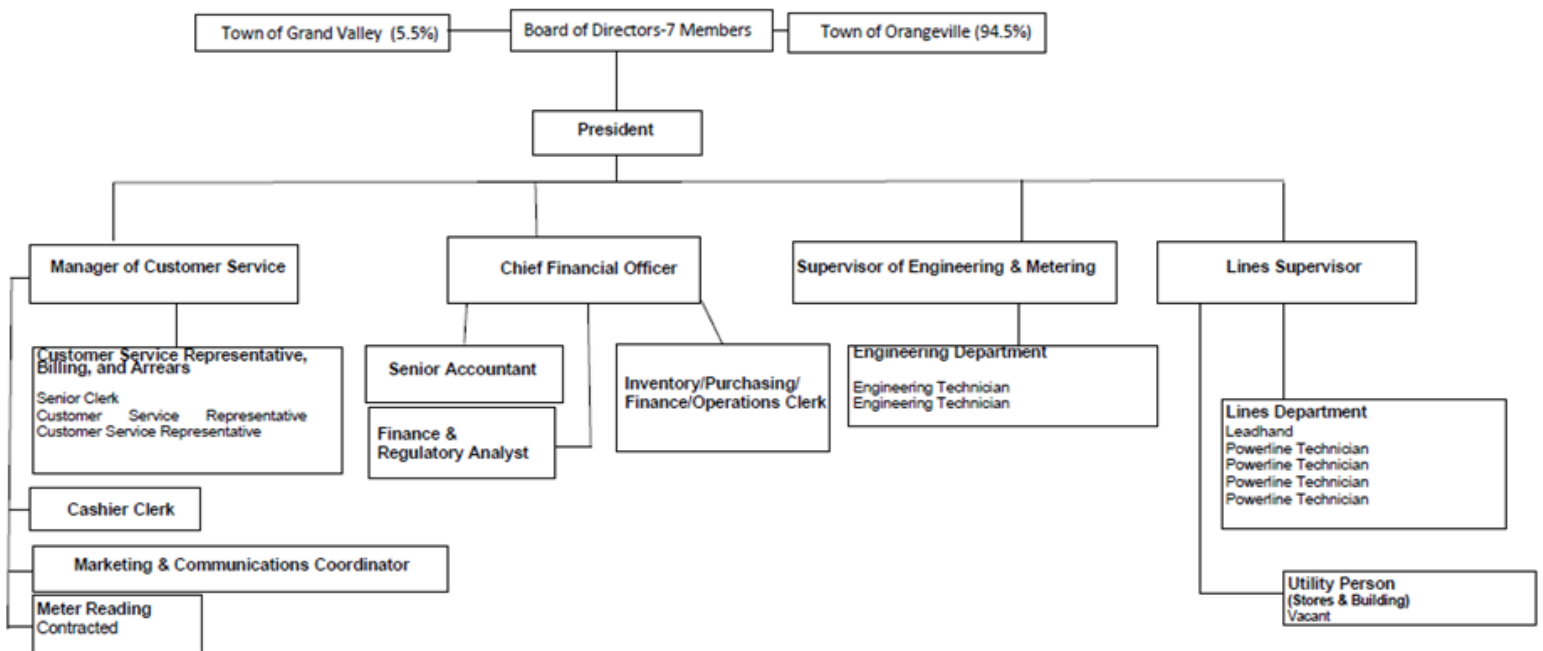 Town of Grand Valley (5.5%)
Board of Directors-7 Members
Town of Orangeville (94.5%)
President
Manager of Customer Service
Chief Financial Officer
Supervisor of Engineering & Metering
Lines Supervisor
Customer Service Representative,
Billing, and Arrears
Senior Clerk
Customer Service Representative
Customer Service Representative
Senior Accountant
Finance &
Regulatory Analyst
Inventory/Purchasing/
Finance/Operations Clerk
Engineering Department
Engineering Technician
Engineering Technician
Lines Department
Leadhand
Powerline Technician
Powerline Technician
Powerline Technician
Powerline Technician
Cashier Clerk
Marketing & Communications Coordinator
Meter Reading
Contracted
Utility Person
(Stores & Building)
Vacant